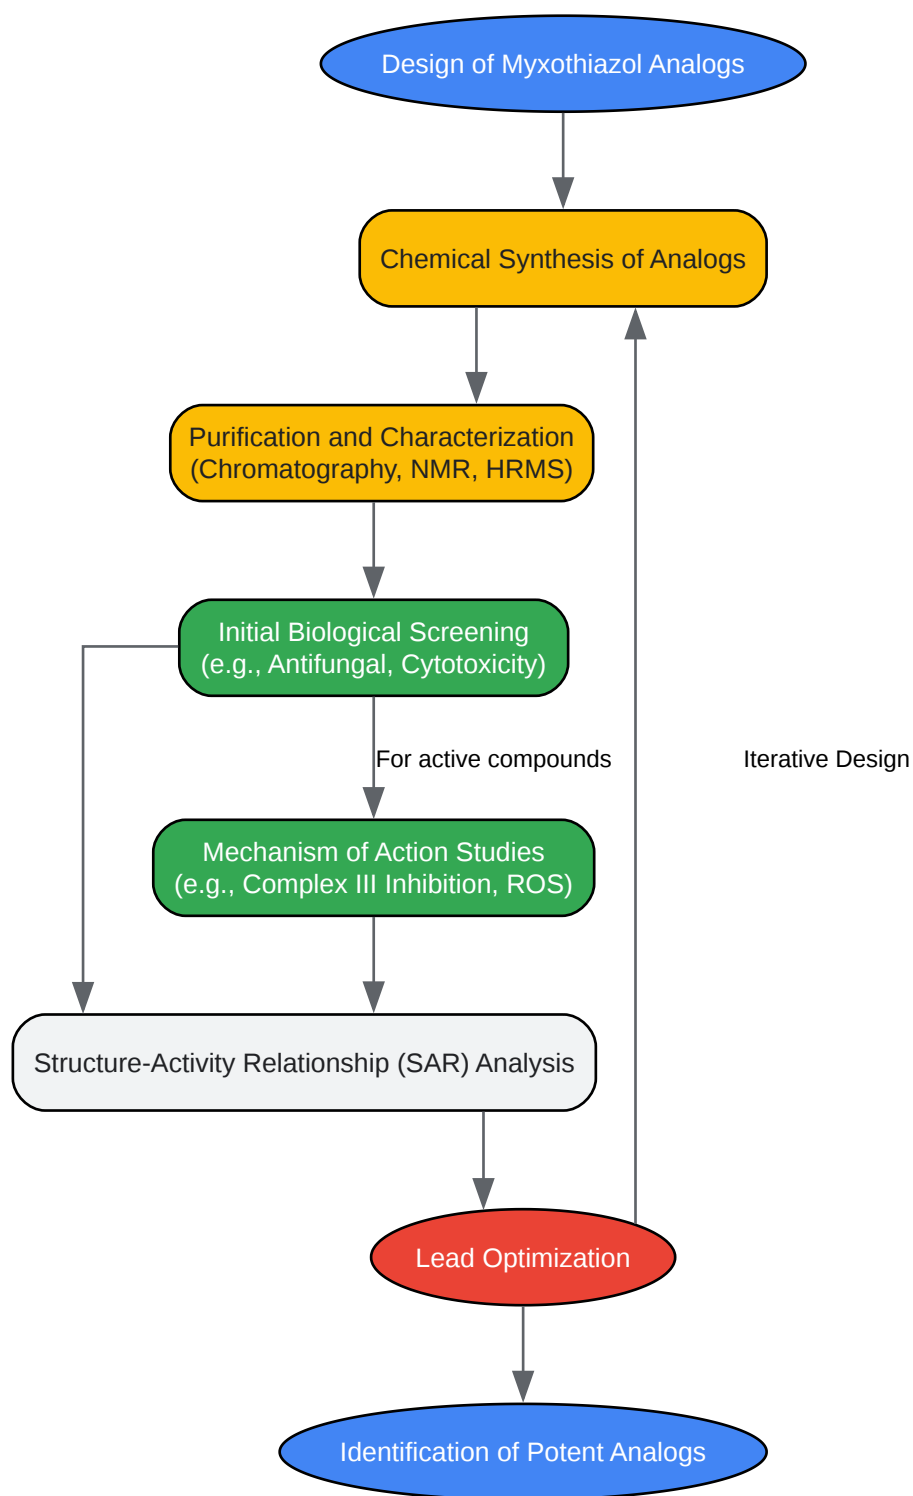 Design of Myxothiazol Analogs
Chemical Synthesis of Analogs
Purification and Characterization
(Chromatography, NMR, HRMS)
Initial Biological Screening
(e.g., Antifungal, Cytotoxicity)
For active compounds
Iterative Design
Mechanism of Action Studies
(e.g., Complex III Inhibition, ROS)
Structure-Activity Relationship (SAR) Analysis
Lead Optimization
Identification of Potent Analogs